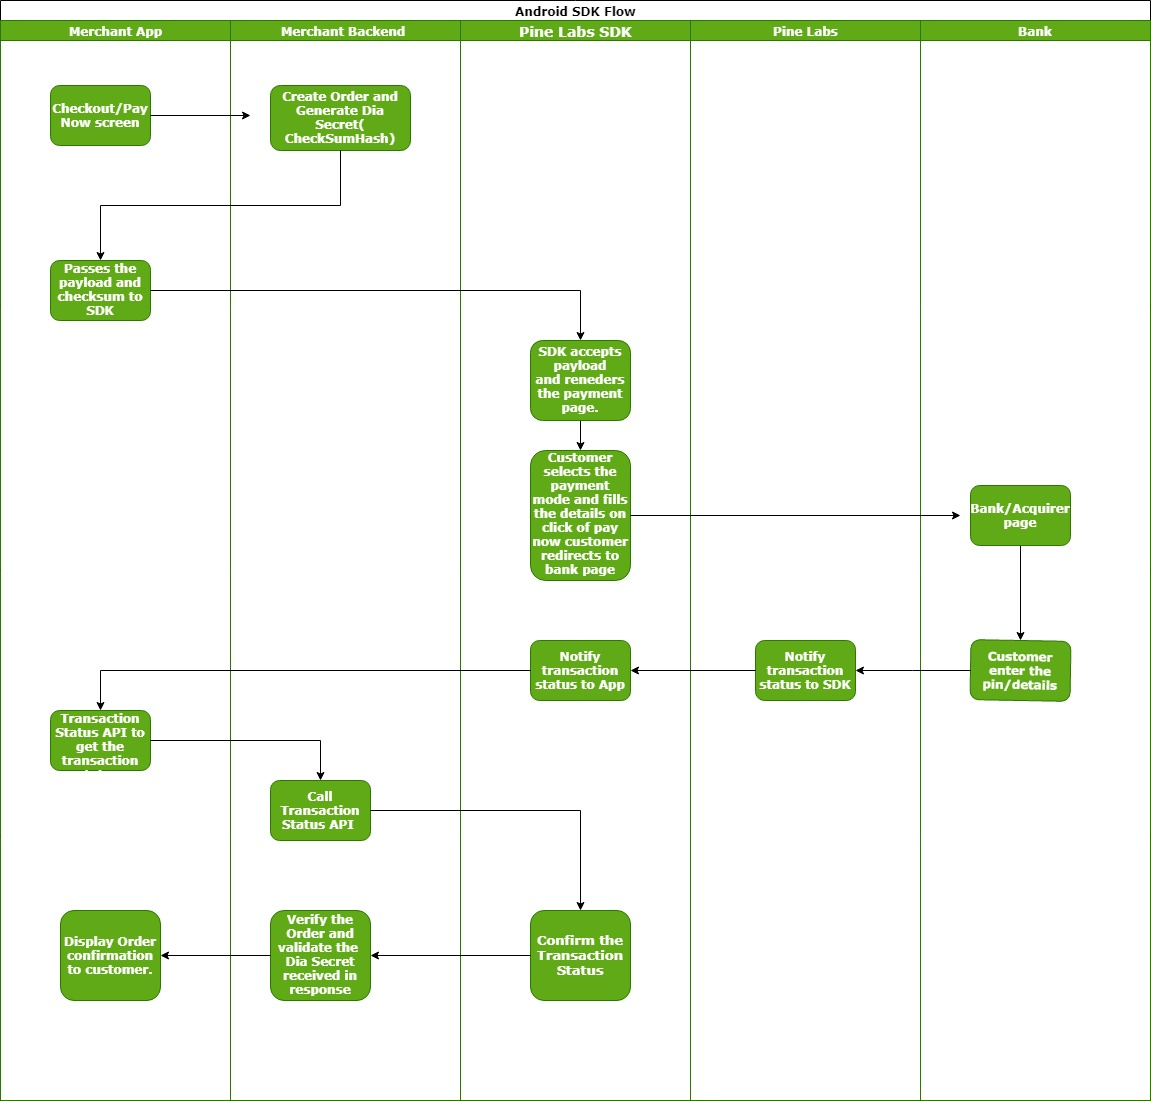 Android SDK Flow
Merchant App
Merchant Backend
Pine Labs SDK
Pine Labs
Bank
Checkout/Pay
Now screen
Create Order and
Generate Dia
Secret(
CheckSumHash)
Passes the
payload and
checksum to
SDK
SDK accepts
payload
and reneders
the payment
page.
Customer
selects the
payment
mode and fills
the details on
click of pay
now customer
redirects to
bank page
Bank/Acquirer
page
Customer
enter the
pin/details
Notify
transaction
status to SDK
Notify
transaction
status to App
Transaction
Status API to
get the
transaction
Call
Transaction
Status API
Confirm the
Transaction
Status
Verify the
Order and
validate the
Dia Secret
received in
response
Display Order
confirmation
to customer.